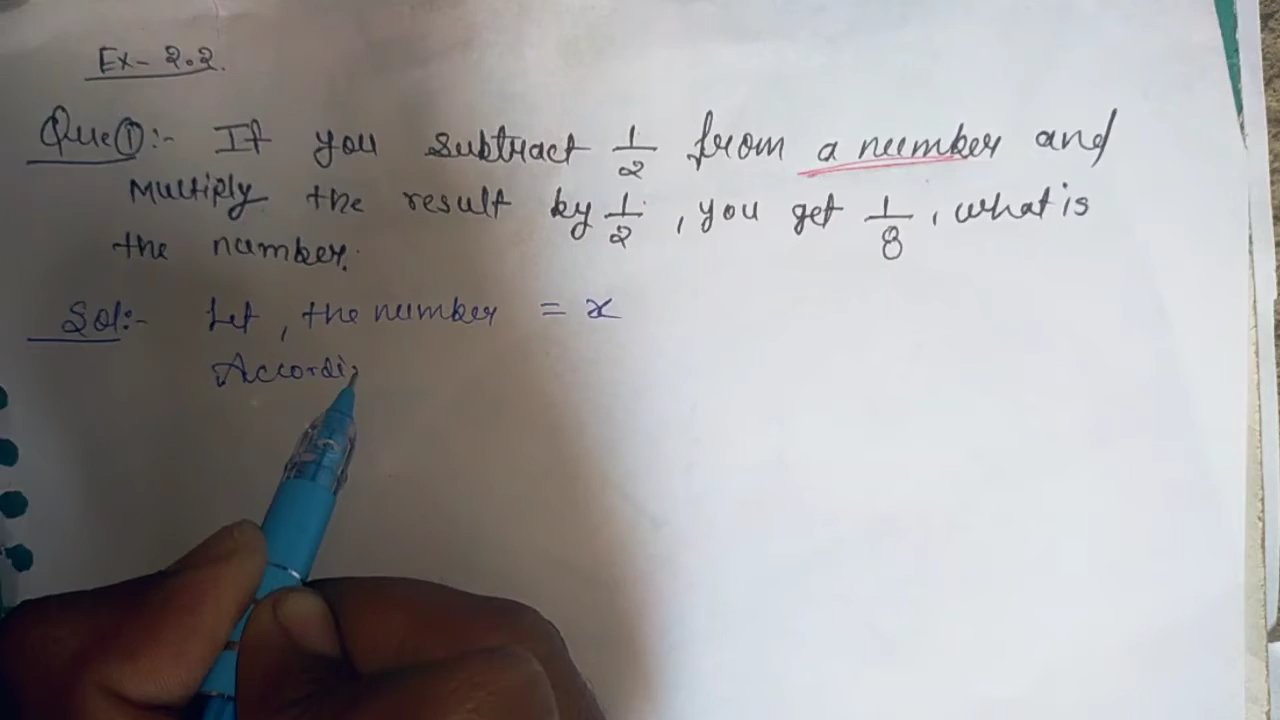 Ex- 2.2.
Que①:- If you subtract 1/2 from a number and
Multiply the result by 1/2, you get 1/8, what is
the number.
Sol:- Let, the number = x
Accordi